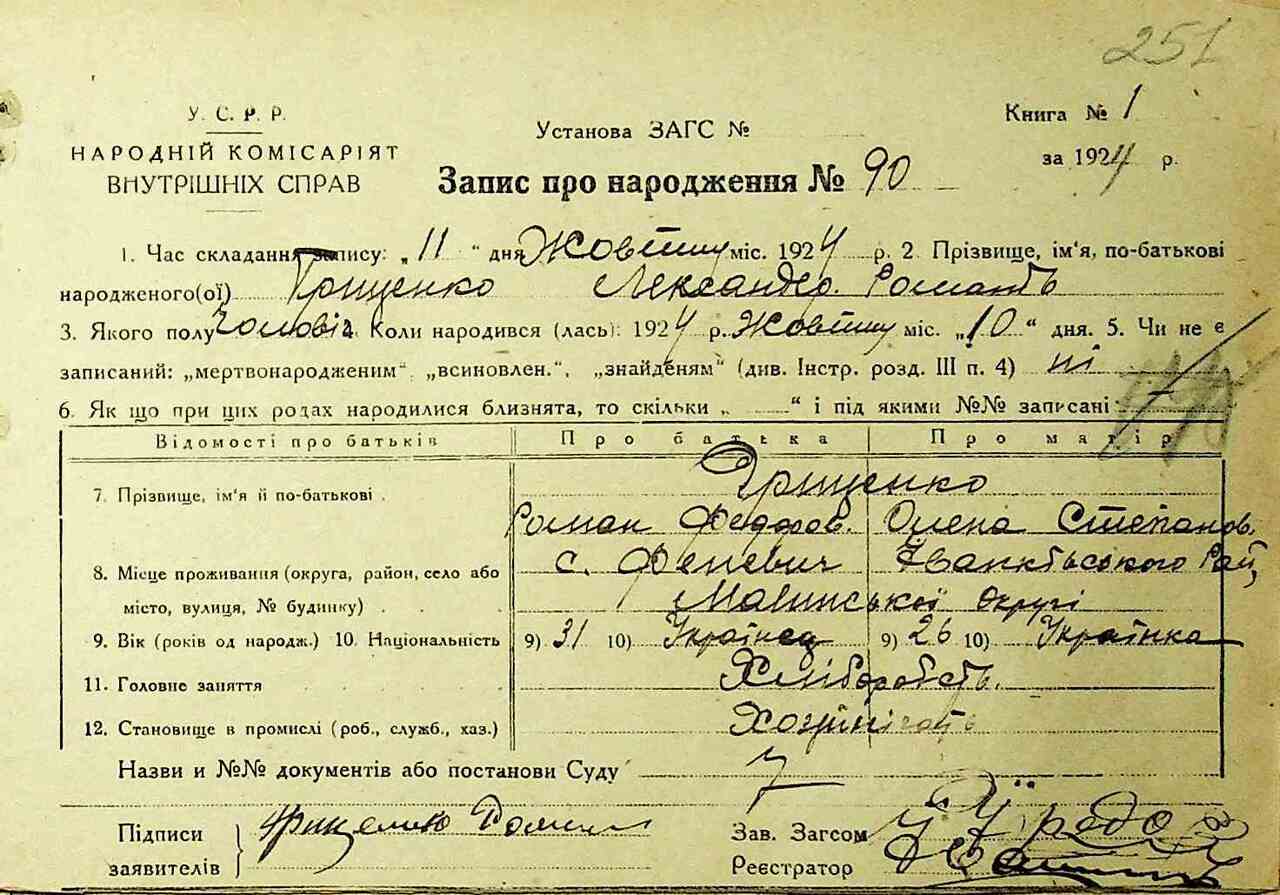 251
У. С. Р. Р.
НАРОДНІЙ КОМІСАРІЯТ
ВНУТРІШНІХ СПРАВ
Установа ЗАГС №
Запис про народження № 90
Книга № 1
за 1924 р.
1. Час складання запису: „ 11 “ дня Жовтня міс. 1924 р. 2. Прізвище, ім'я, по-батькові
народженого(ої) Грищенко Лександер. Роман
3. Якого полу чоловіч. Коли народився (лась): 1924 р. Жовтня міс. „ 10 “ дня. 5. Чи не є
записаний: „мертвонародженим“, „всиновлен.“, „знайденям“ (див. Інстр. розд. III п. 4) ні
6. Як що при цих родах народилися близнята, то скільки „ “ і під якими №№ записані:
Відомості про батьків Про батька Про матір
7. Прізвище, ім'я й по-батькові . Грищенко
Роман Федоров. Олена Степанов.
8. Місце проживання (округа, район, село або с. Феневич Іванківського Рай,
місто, вулиця, № будинку) . . Малинської округі
9. Вік (років од народж.) 10. Національність 9) 31 10) Українец 9) 26 10) Українка
11. Головне заняття . . . . Хліборобств.
12. Становище в промислі (роб., служб., хаз.)
Назви и №№ документів або постанови Суду
Підписи
заявителів
Зав. Загсом
Реєстратор